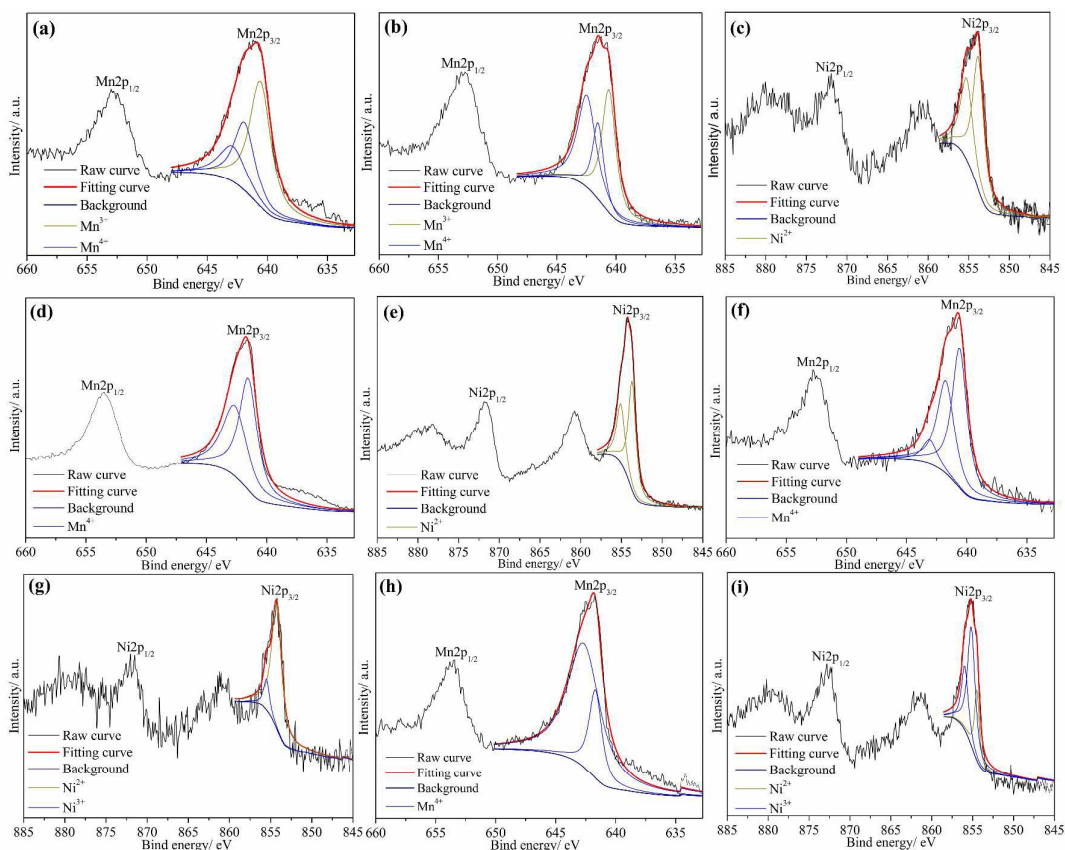 (a)
Mn2p3/2
Mn2p1/2
Intensity/ a.u.
Raw curve
Fitting curve
Background
Mn3+
Mn4+
660 655 650 645 640 635
Bind energy/ eV
(b)
Mn2p3/2
Mn2p1/2
Intensity/ a.u.
Raw curve
Fitting curve
Background
Mn3+
Mn4+
660 655 650 645 640 635
Bind energy/ eV
(c)
Ni2p3/2
Ni2p1/2
Intensity/ a.u.
Raw curve
Fitting curve
Background
Ni2+
885 880 875 870 865 860 855 850 845
Bind energy/ eV
(d)
Mn2p3/2
Mn2p1/2
Intensity/ a.u.
Raw curve
Fitting curve
Background
Mn4+
660 655 650 645 640 635
Bind energy/ eV
(e)
Ni2p3/2
Ni2p1/2
Intensity/ a.u.
Raw curve
Fitting curve
Background
Ni2+
885 880 875 870 865 860 855 850 845
Bind energy/ eV
(f)
Mn2p3/2
Mn2p1/2
Intensity/ a.u.
Raw curve
Fitting curve
Background
Mn4+
660 655 650 645 640 635
Bind energy/ eV
(g)
Ni2p3/2
Ni2p1/2
Intensity/ a.u.
Raw curve
Fitting curve
Background
Ni2+
Ni3+
885 880 875 870 865 860 855 850 845
Bind energy/ eV
(h)
Mn2p3/2
Mn2p1/2
Intensity/ a.u.
Raw curve
Fitting curve
Background
Mn4+
660 655 650 645 640 635
Bind energy/ eV
(i)
Ni2p3/2
Ni2p1/2
Intensity/ a.u.
Raw curve
Fitting curve
Background
Ni2+
Ni3+
885 880 875 870 865 860 855 850 845
Bind energy/ eV